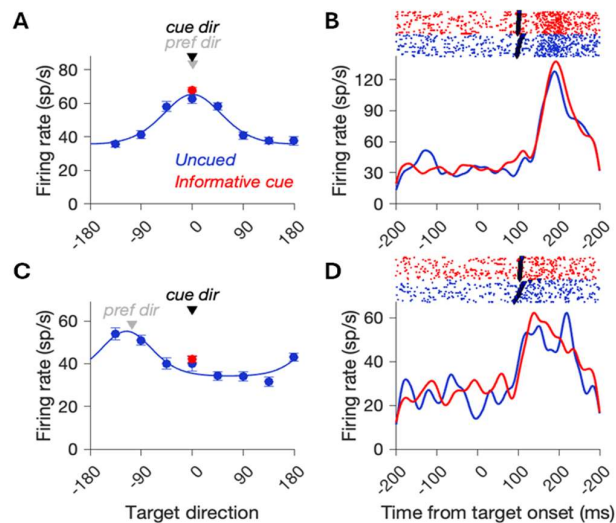 A
cue dir
pref dir
Firing rate (sp/s)
80
60
40
20
0
Uncued
Informative cue
-180
-90
0
90
180
B
Firing rate (sp/s)
120
90
60
30
0
-200
-100
0
100
200
-200
C
pref dir
cue dir
Firing rate (sp/s)
60
40
20
0
-180
-90
0
90
180
Target direction
D
Firing rate (sp/s)
60
40
20
0
-200
-100
0
100
-200
-200
Time from target onset (ms)